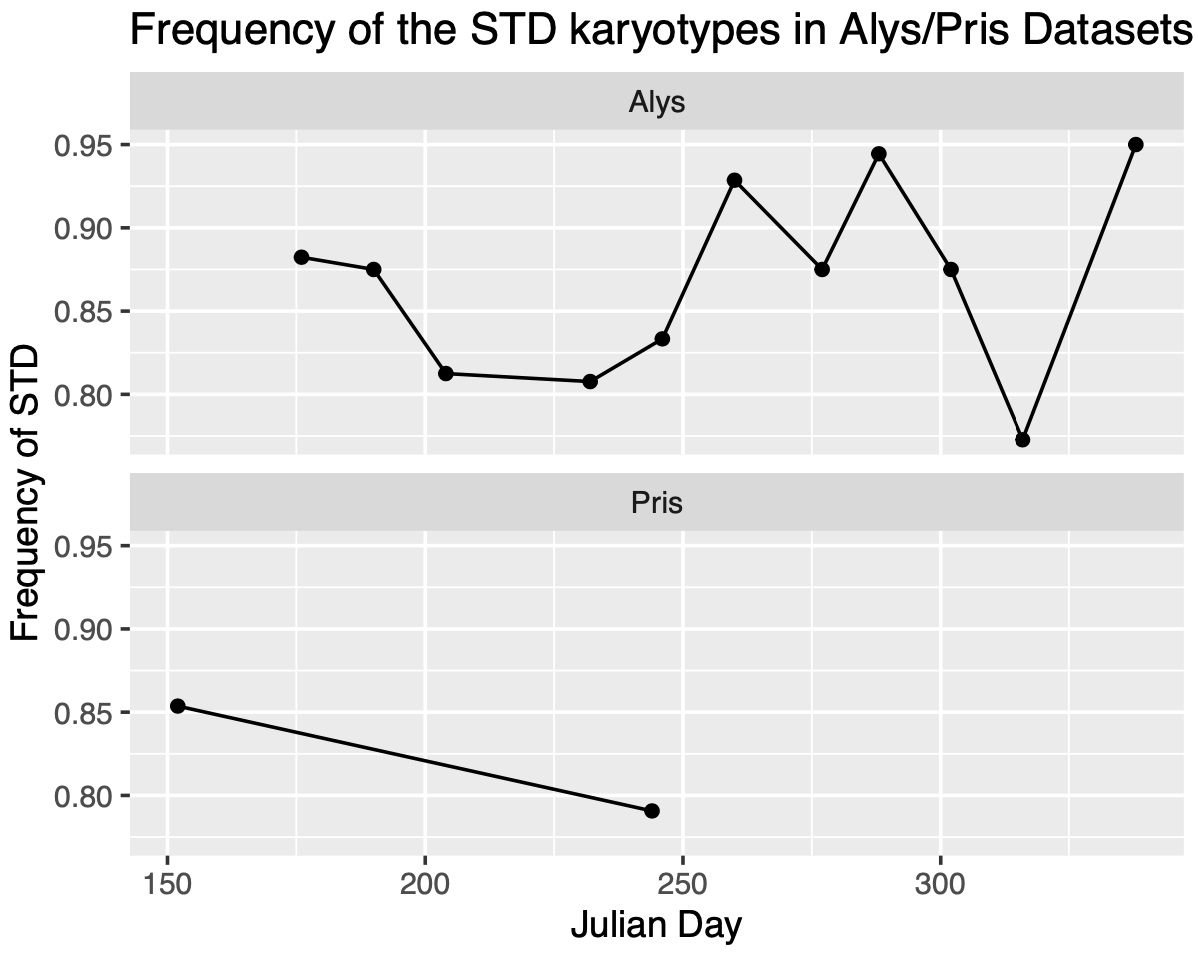 Frequency of the STD karyotypes in Alys/Pris Datasets
Alys
0.95
0.90
0.85
0.80
Frequency of STD
Pris
0.95
0.90
0.85
0.80
150 200 250 300
Julian Day